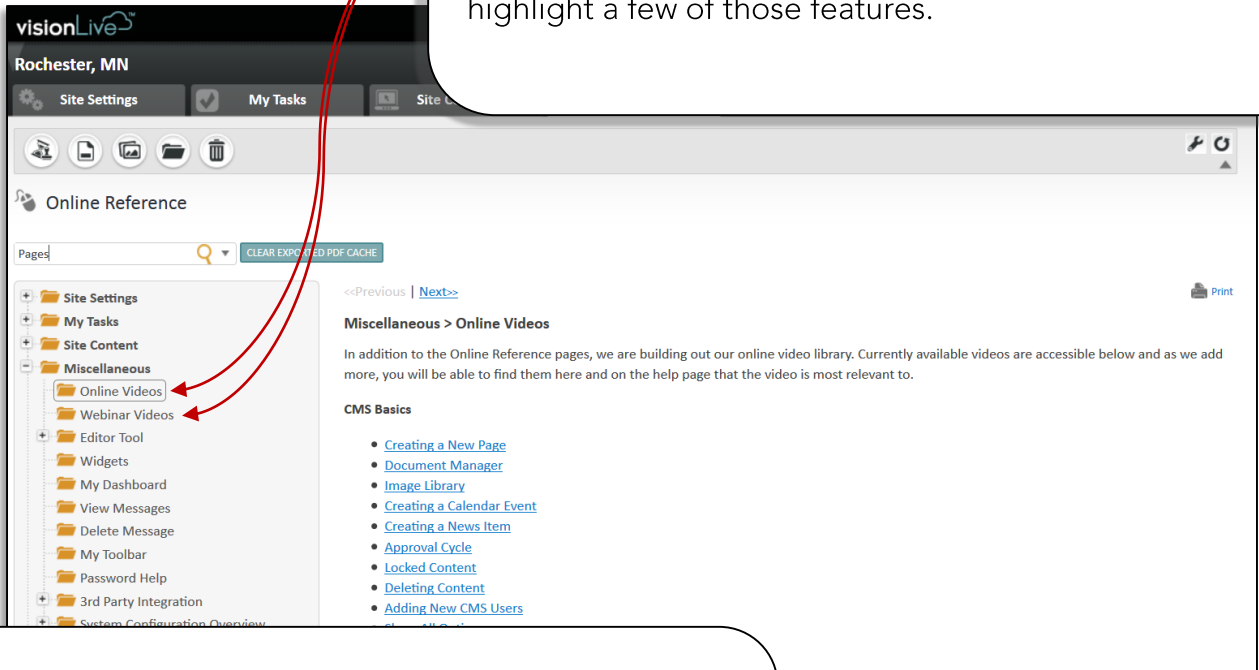 highlight a few of those features.
visionLive™
Rochester, MN
Site Settings
My Tasks
Site
Online Reference
Pages
CLEAR EXPORTED PDF CACHE
<<Previous | Next>>
Print
Site Settings
My Tasks
Site Content
Miscellaneous
Online Videos
Webinar Videos
Editor Tool
Widgets
My Dashboard
View Messages
Delete Message
My Toolbar
Password Help
3rd Party Integration
System Configuration Overview
Miscellaneous > Online Videos
In addition to the Online Reference pages, we are building out our online video library. Currently available videos are accessible below and as we add
more, you will be able to find them here and on the help page that the video is most relevant to.
CMS Basics
Creating a New Page
Document Manager
Image Library
Creating a Calendar Event
Creating a News Item
Approval Cycle
Locked Content
Deleting Content
Adding New CMS Users